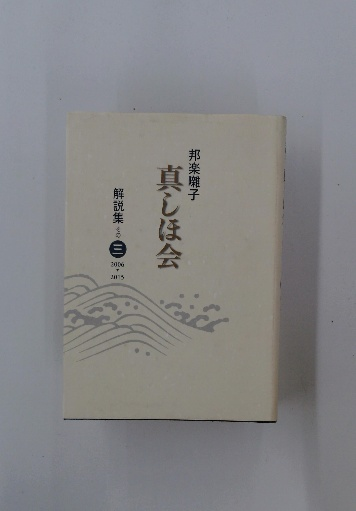 邦楽囃子
真しほ会
解説集 その 三
2006
▼
2015